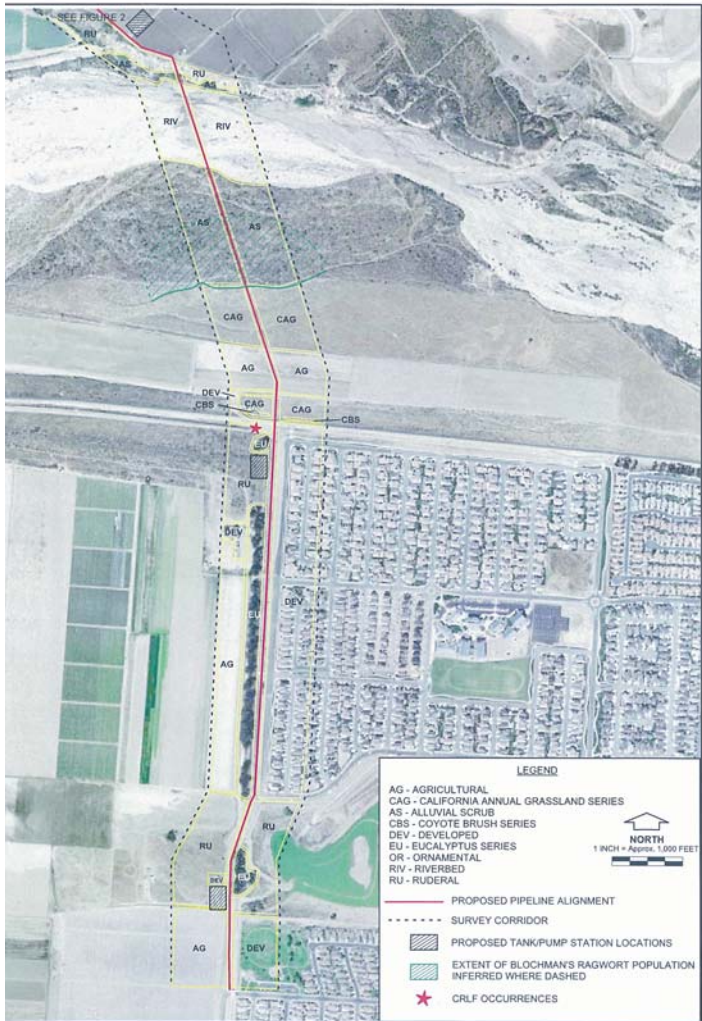 SEE FIGURE 2
RU
AS
RU
AS
RIV
RIV
AS
AS
CAG
CAG
AG
AG
DEV
CAG
CBS
CAG
CBS
EU
RU
DEV
EU
DEV
AG
RU
RU
DEV
EU
AG
DEV
LEGEND
AG - AGRICULTURAL
CAG - CALIFORNIA ANNUAL GRASSLAND SERIES
AS - ALLUVIAL SCRUB
CBS - COYOTE BRUSH SERIES
DEV - DEVELOPED
EU - EUCALYPTUS SERIES
OR - ORNAMENTAL
RIV - RIVERBED
RU - RUDERAL
NORTH
1 INCH = Approx. 1,000 FEET
PROPOSED PIPELINE ALIGNMENT
SURVEY CORRIDOR
PROPOSED TANK/PUMP STATION LOCATIONS
EXTENT OF BLOCHMAN'S RAGWORT POPULATION
INFERRED WHERE DASHED
CRLF OCCURRENCES